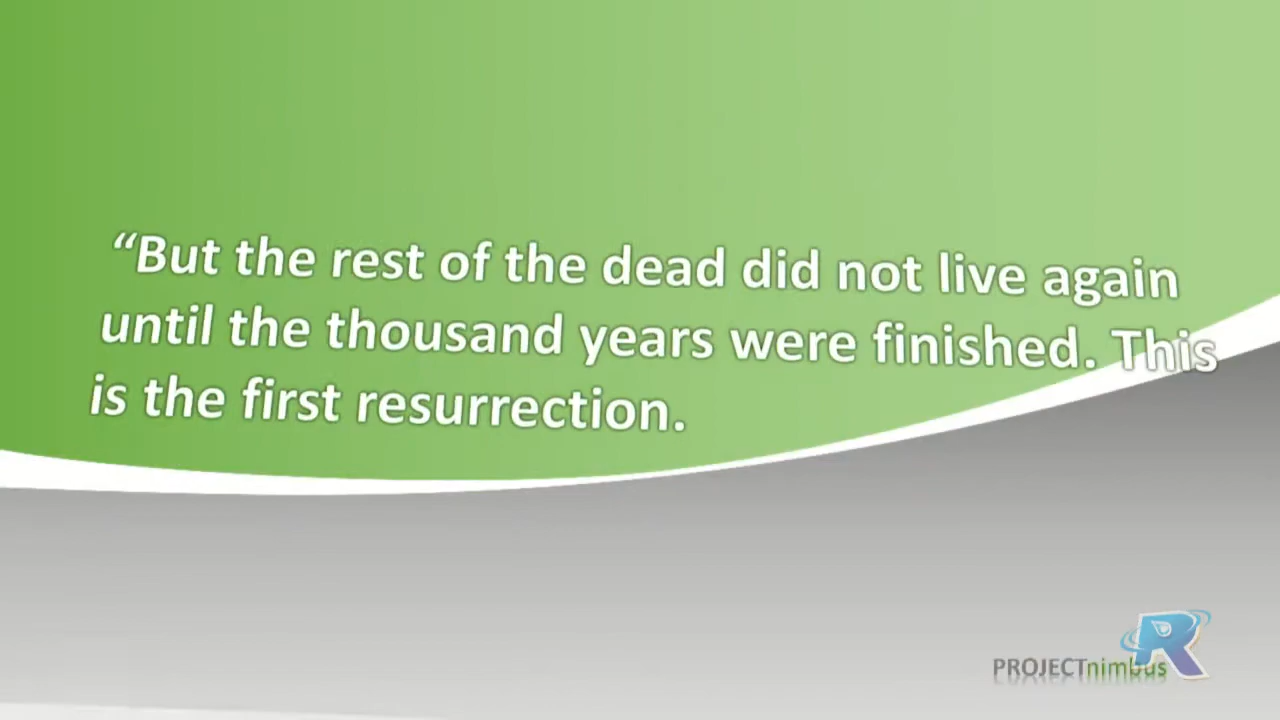 “But the rest of the dead did not live again
until the thousand years were finished. This
is the first resurrection.
PROJECTnimbus
R